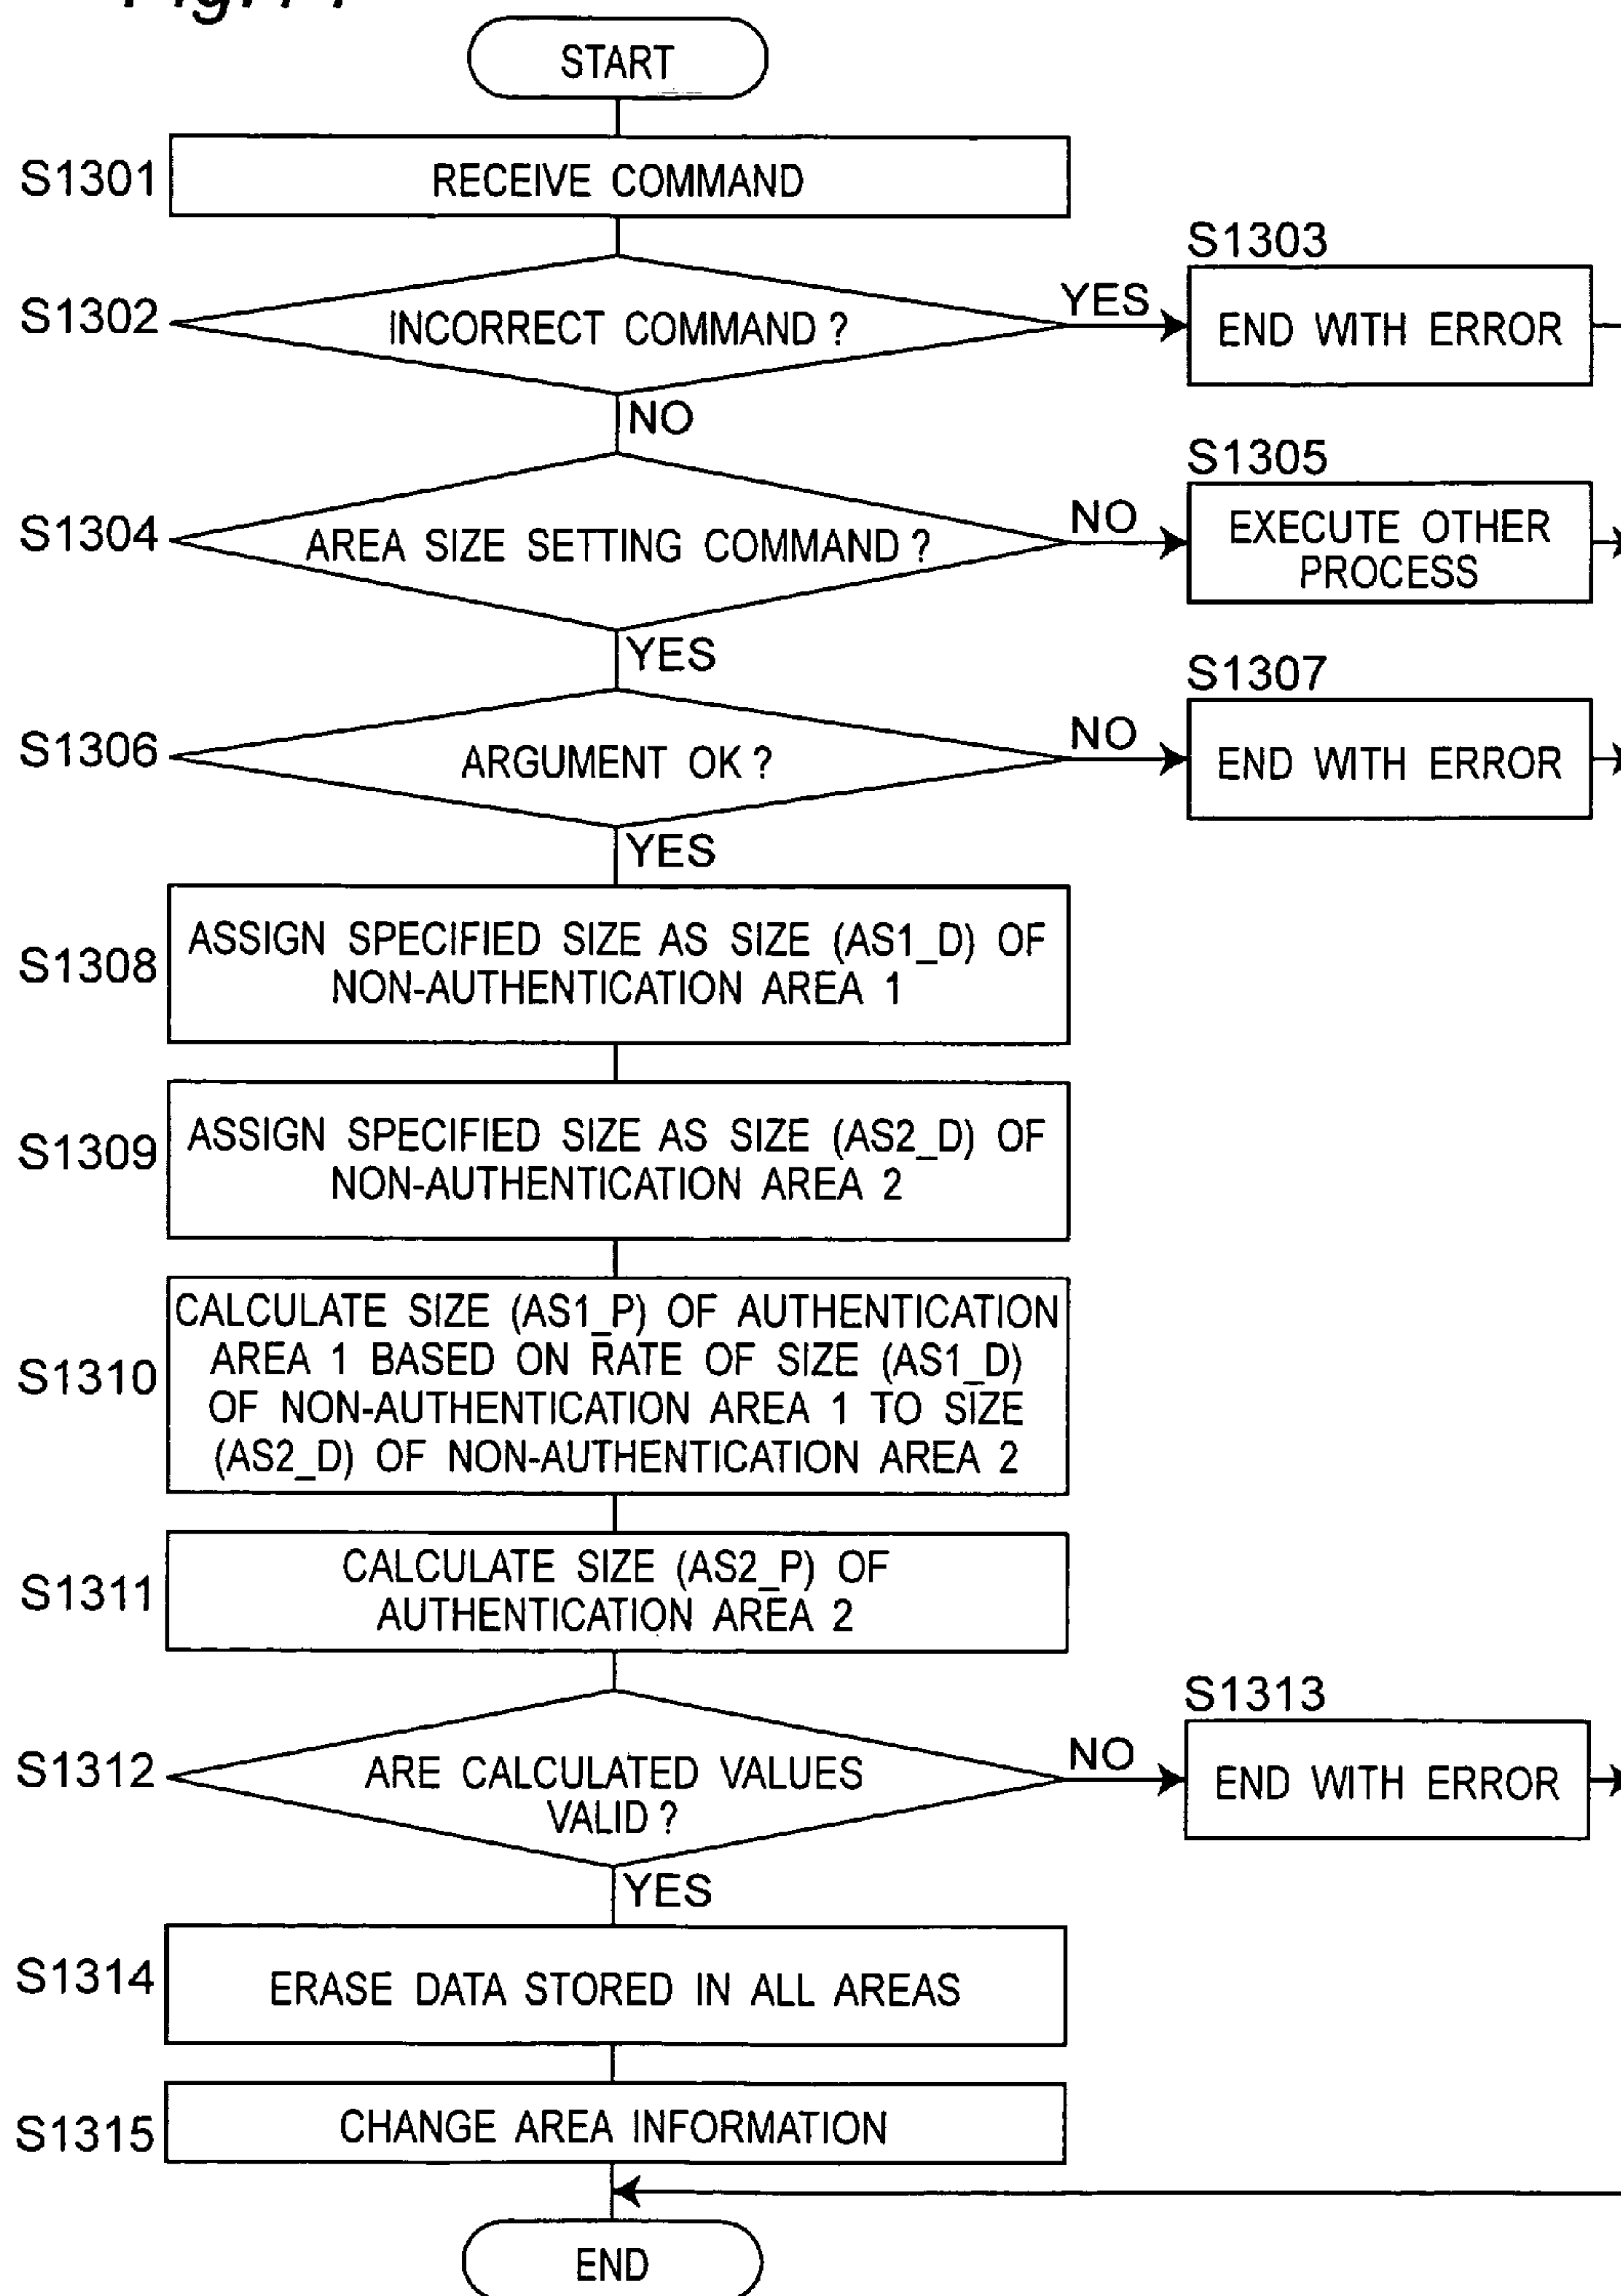 START
S1301
RECEIVE COMMAND
S1303
S1302
INCORRECT COMMAND ?
YES
END WITH ERROR
NO
S1305
S1304
AREA SIZE SETTING COMMAND ?
NO
EXECUTE OTHER
PROCESS
YES
S1307
S1306
ARGUMENT OK ?
NO
END WITH ERROR
YES
S1308
ASSIGN SPECIFIED SIZE AS SIZE (AS1_D) OF
NON-AUTHENTICATION AREA 1
S1309
ASSIGN SPECIFIED SIZE AS SIZE (AS2_D) OF
NON-AUTHENTICATION AREA 2
S1310
CALCULATE SIZE (AS1_P) OF AUTHENTICATION
AREA 1 BASED ON RATE OF SIZE (AS1_D)
OF NON-AUTHENTICATION AREA 1 TO SIZE
(AS2_D) OF NON-AUTHENTICATION AREA 2
S1311
CALCULATE SIZE (AS2_P) OF
AUTHENTICATION AREA 2
S1313
S1312
ARE CALCULATED VALUES
VALID ?
NO
END WITH ERROR
YES
S1314
ERASE DATA STORED IN ALL AREAS
S1315
CHANGE AREA INFORMATION
END